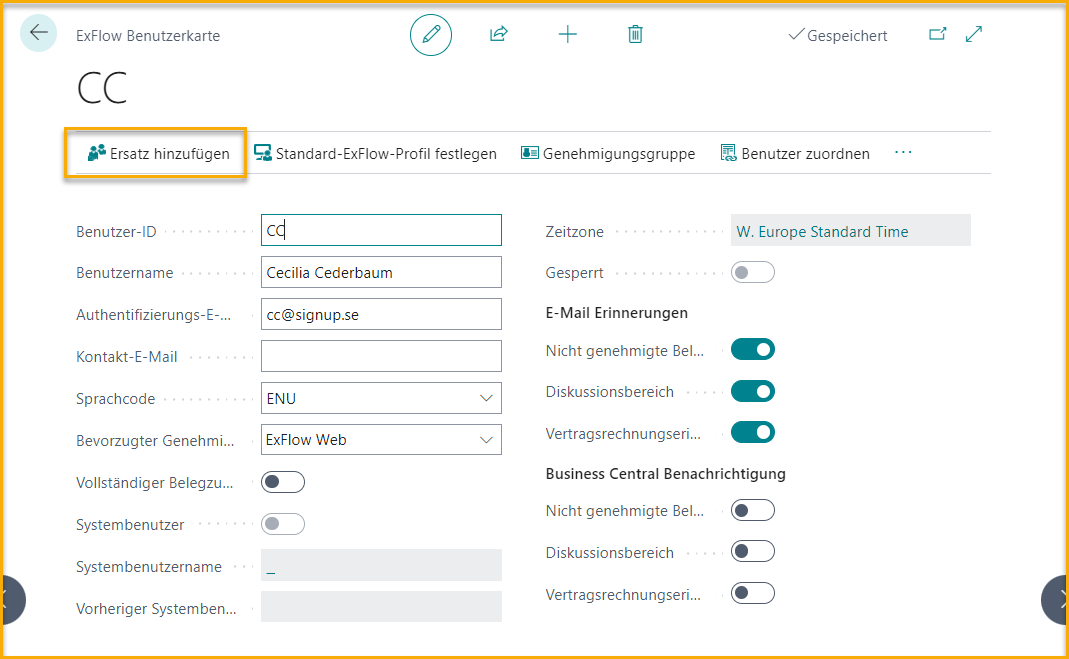 ExFlow Benutzerkarte
Gespeichert
CC
Ersatz hinzufügen
Standard-ExFlow-Profil festlegen
Genehmigungsgruppe
Benutzer zuordnen
...
Benutzer-ID
CC
Benutzername
Cecilia Cederbaum
Authentifizierungs-E-...
cc@signup.se
Kontakt-E-Mail
Sprachcode
ENU
Bevorzugter Genehmi...
ExFlow Web
Vollständiger Belegzu...
Systembenutzer
Systembenutzername
_
Vorheriger Systemben...
Zeitzone
W. Europe Standard Time
Gesperrt
E-Mail Erinnerungen
Nicht genehmigte Bel...
Diskussionsbereich
Vertragsrechnungseri...
Business Central Benachrichtigung
Nicht genehmigte Bel...
Diskussionsbereich
Vertragsrechnungseri...